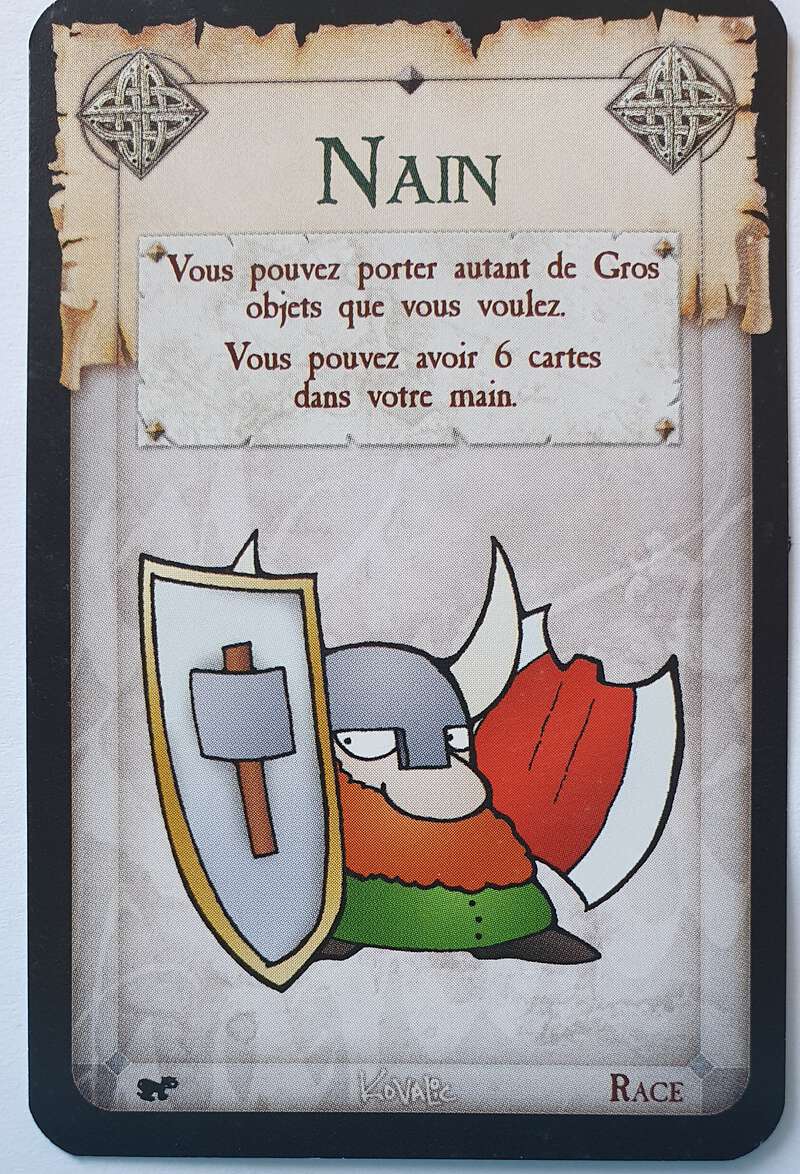 Nain
Vous pouvez porter autant de Gros
objets que vous voulez.
Vous pouvez avoir 6 cartes
dans votre main.
Kovalic
Race